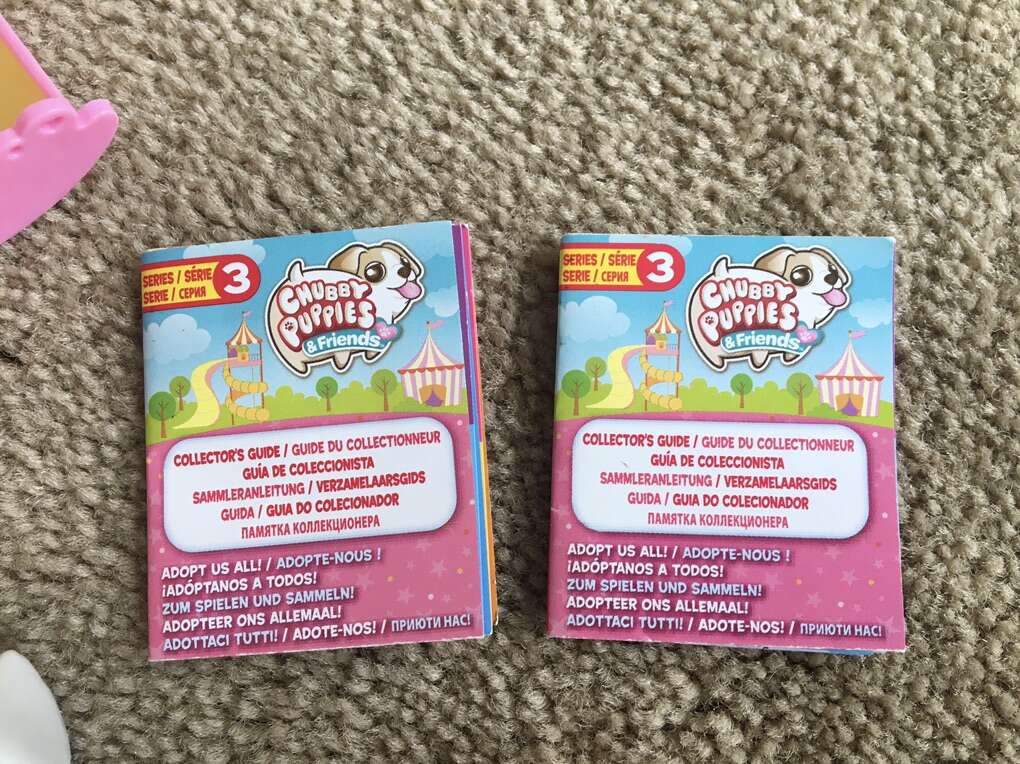 SERIES / SÉRIE
SERIE / СЕРИЯ
3
CHUBBY
PUPPIES
& Friends
COLLECTOR'S GUIDE / GUIDE DU COLLECTIONNEUR
GUÍA DE COLECCIONISTA
SAMMLERANLEITUNG / VERZAMELAARSGIDS
GUIDA / GUIA DO COLECIONADOR
ПАМЯТКА КОЛЛЕКЦИОНЕРА
ADOPT US ALL! / ADOPTE-NOUS !
¡ADÓPTANOS A TODOS!
ZUM SPIELEN UND SAMMELN!
ADOPTEER ONS ALLEMAAL!
ADOTTACI TUTTI! / ADOTE-NOS! / ПРИЮТИ НАС!
SERIES / SÉRIE
SERIE / СЕРИЯ
3
CHUBBY
PUPPIES
& Friends
COLLECTOR'S GUIDE / GUIDE DU COLLECTIONNEUR
GUÍA DE COLECCIONISTA
SAMMLERANLEITUNG / VERZAMELAARSGIDS
GUIDA / GUIA DO COLECIONADOR
ПАМЯТКА КОЛЛЕКЦИОНЕРА
ADOPT US ALL! / ADOPTE-NOUS !
¡ADÓPTANOS A TODOS!
ZUM SPIELEN UND SAMMELN!
ADOPTEER ONS ALLEMAAL!
ADOTTACI TUTTI! / ADOTE-NOS! / ПРИЮТИ НАС!